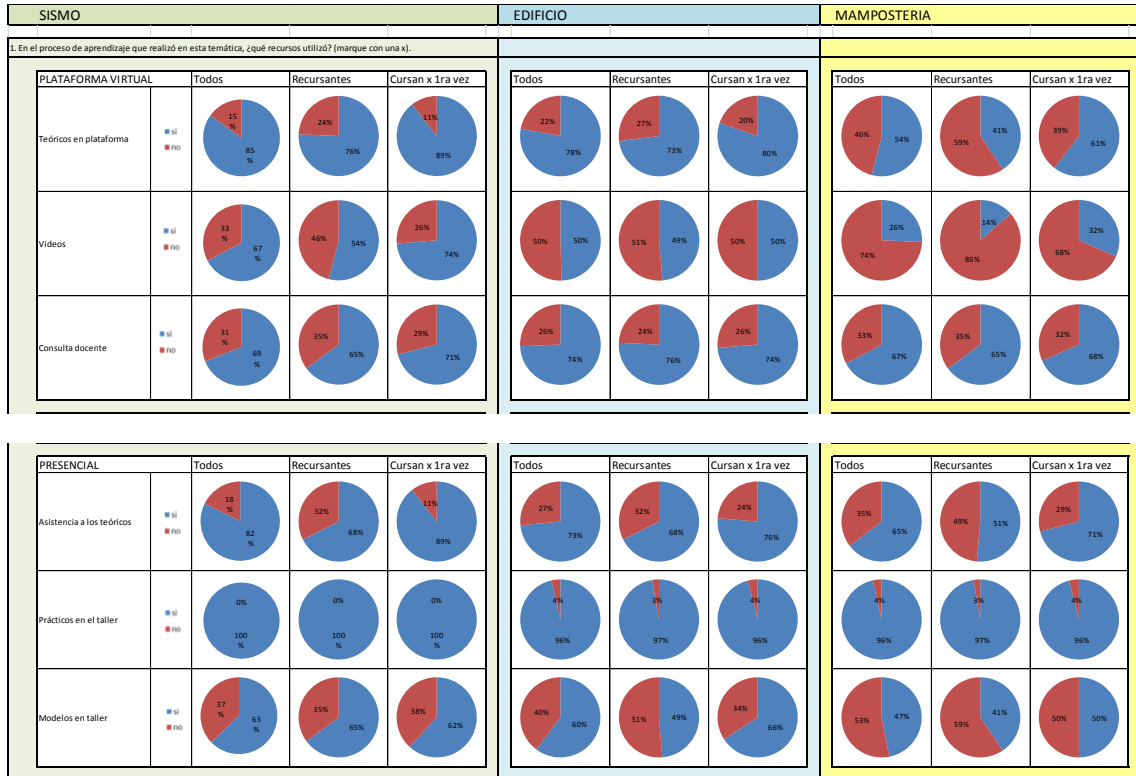 SISMO EDIFICIO MAMPOSTERIA
1. En el proceso de aprendizaje que realizó en esta temática, ¿qué recursos utilizó? (marque con una x).
PLATAFORMA VIRTUAL Todos Recursantes Cursan x 1ra vez Todos Recursantes Cursan x 1ra vez Todos Recursantes Cursan x 1ra vez
Teóricos en plataforma si no 15% 85% 24% 76% 11% 89% 22% 78% 27% 73% 20% 80% 46% 54% 59% 41% 39% 61%
Videos si no 33% 67% 46% 54% 26% 74% 50% 50% 51% 49% 50% 50% 74% 26% 86% 14% 68% 32%
Consulta docente si no 31% 69% 35% 65% 29% 71% 26% 74% 24% 76% 26% 74% 33% 67% 35% 65% 32% 68%
PRESENCIAL Todos Recursantes Cursan x 1ra vez Todos Recursantes Cursan x 1ra vez Todos Recursantes Cursan x 1ra vez
Asistencia a los teóricos si no 18% 82% 32% 68% 11% 89% 27% 73% 32% 68% 24% 76% 35% 65% 49% 51% 29% 71%
Prácticos en el taller si no 0% 100% 0% 100% 0% 100% 4% 96% 3% 97% 4% 96% 4% 96% 3% 97% 4% 96%
Modelos en taller si no 37% 63% 35% 65% 38% 62% 40% 60% 51% 49% 34% 66% 53% 47% 59% 41% 50% 50%